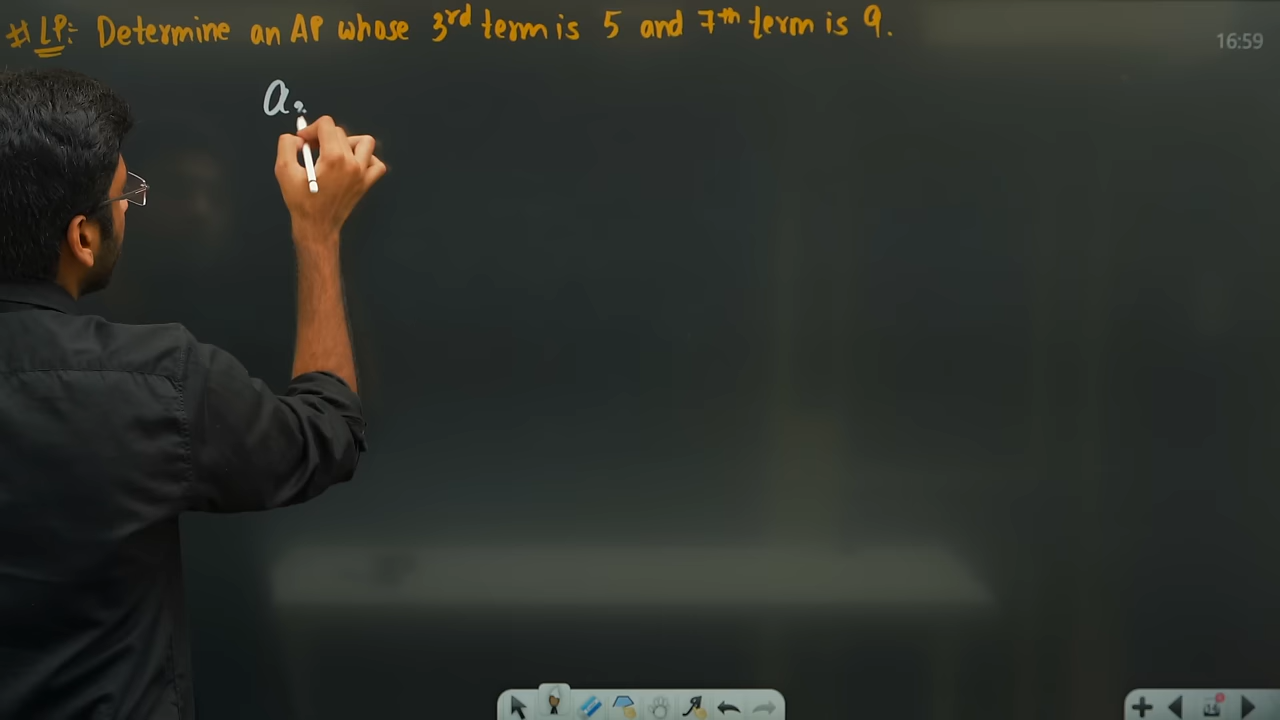 # LP:- Determine an AP whose 3rd term is 5 and 7th term is 9.
16:59
a